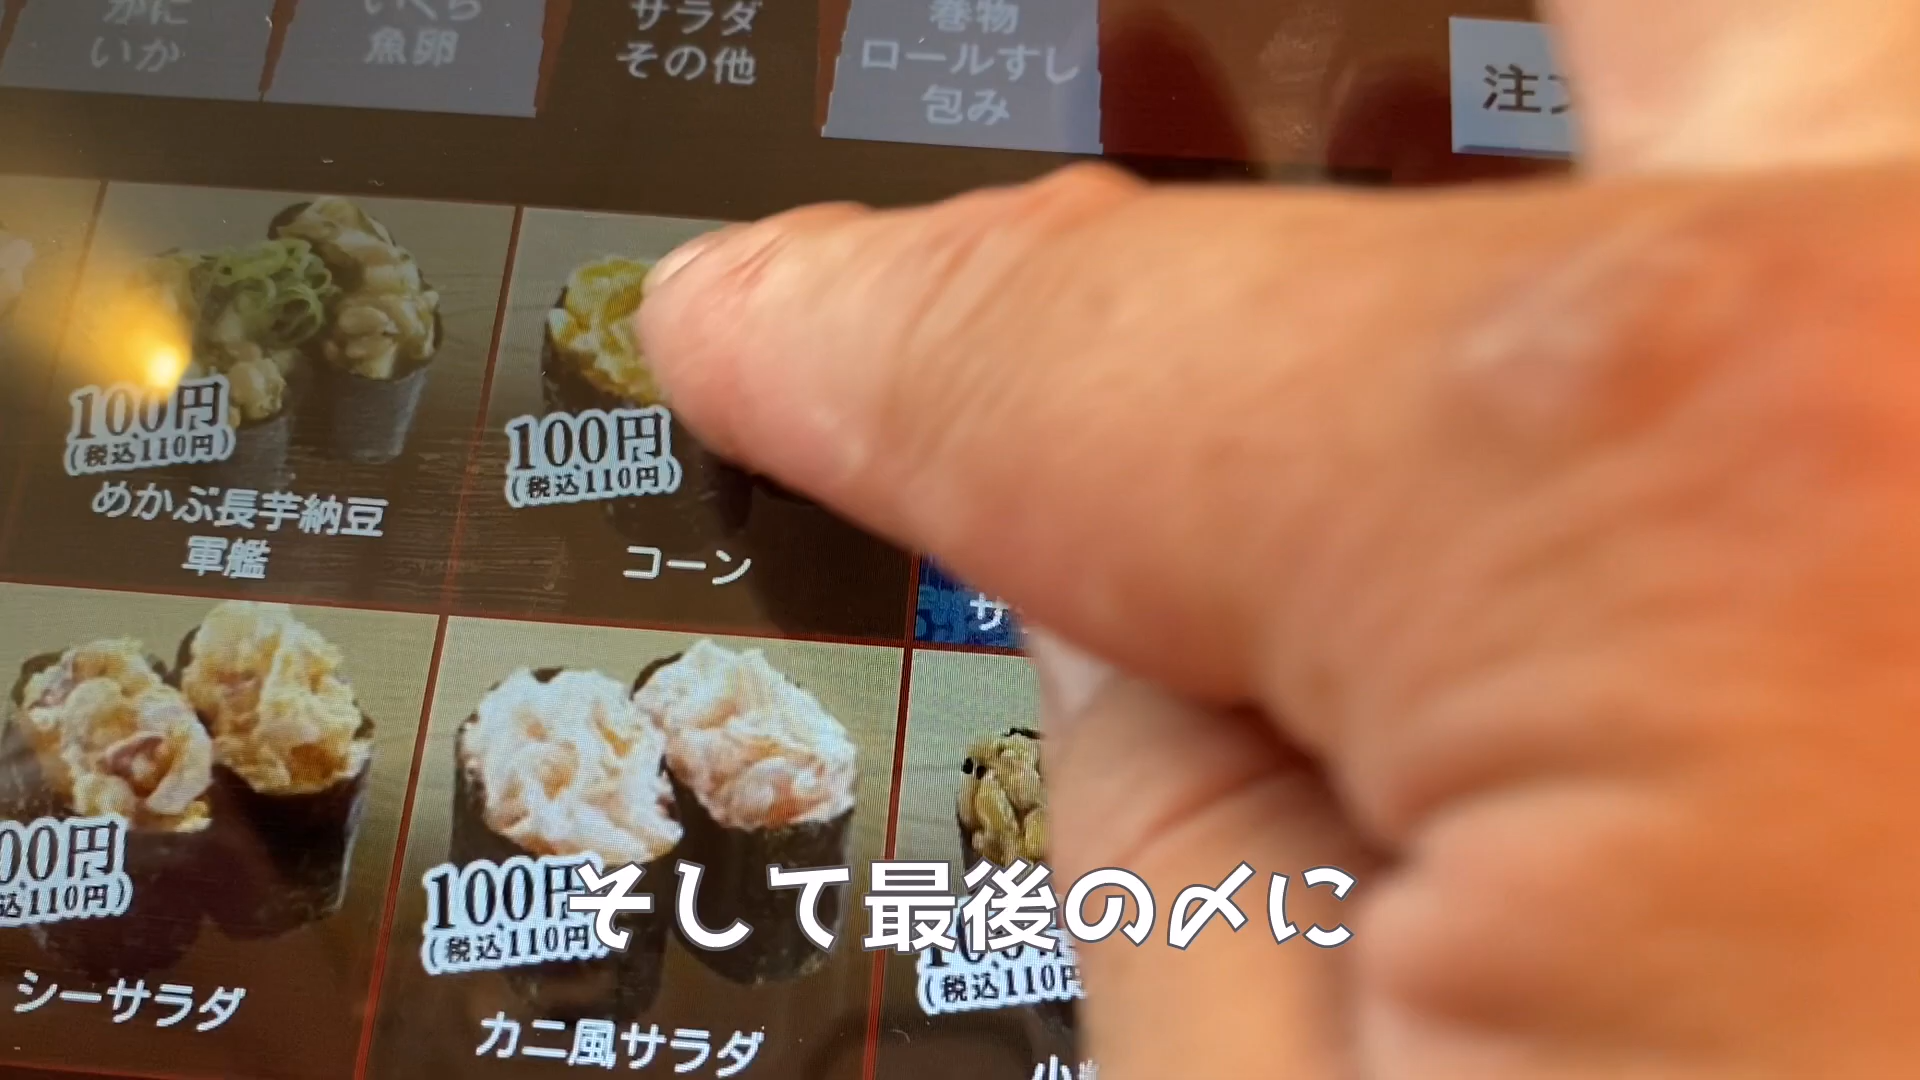 かに
いか
いくら
魚卵
サラダ
その他
巻物
ロールすし
包み
注
100円
(税込110円)
めかぶ長芋納豆
軍艦
100円
(税込110円)
コーン
サ
00円
込110円)
シーサラダ
100円
(税込110円)
カニ風サラダ
(税込110円
小
そして最後の〆に